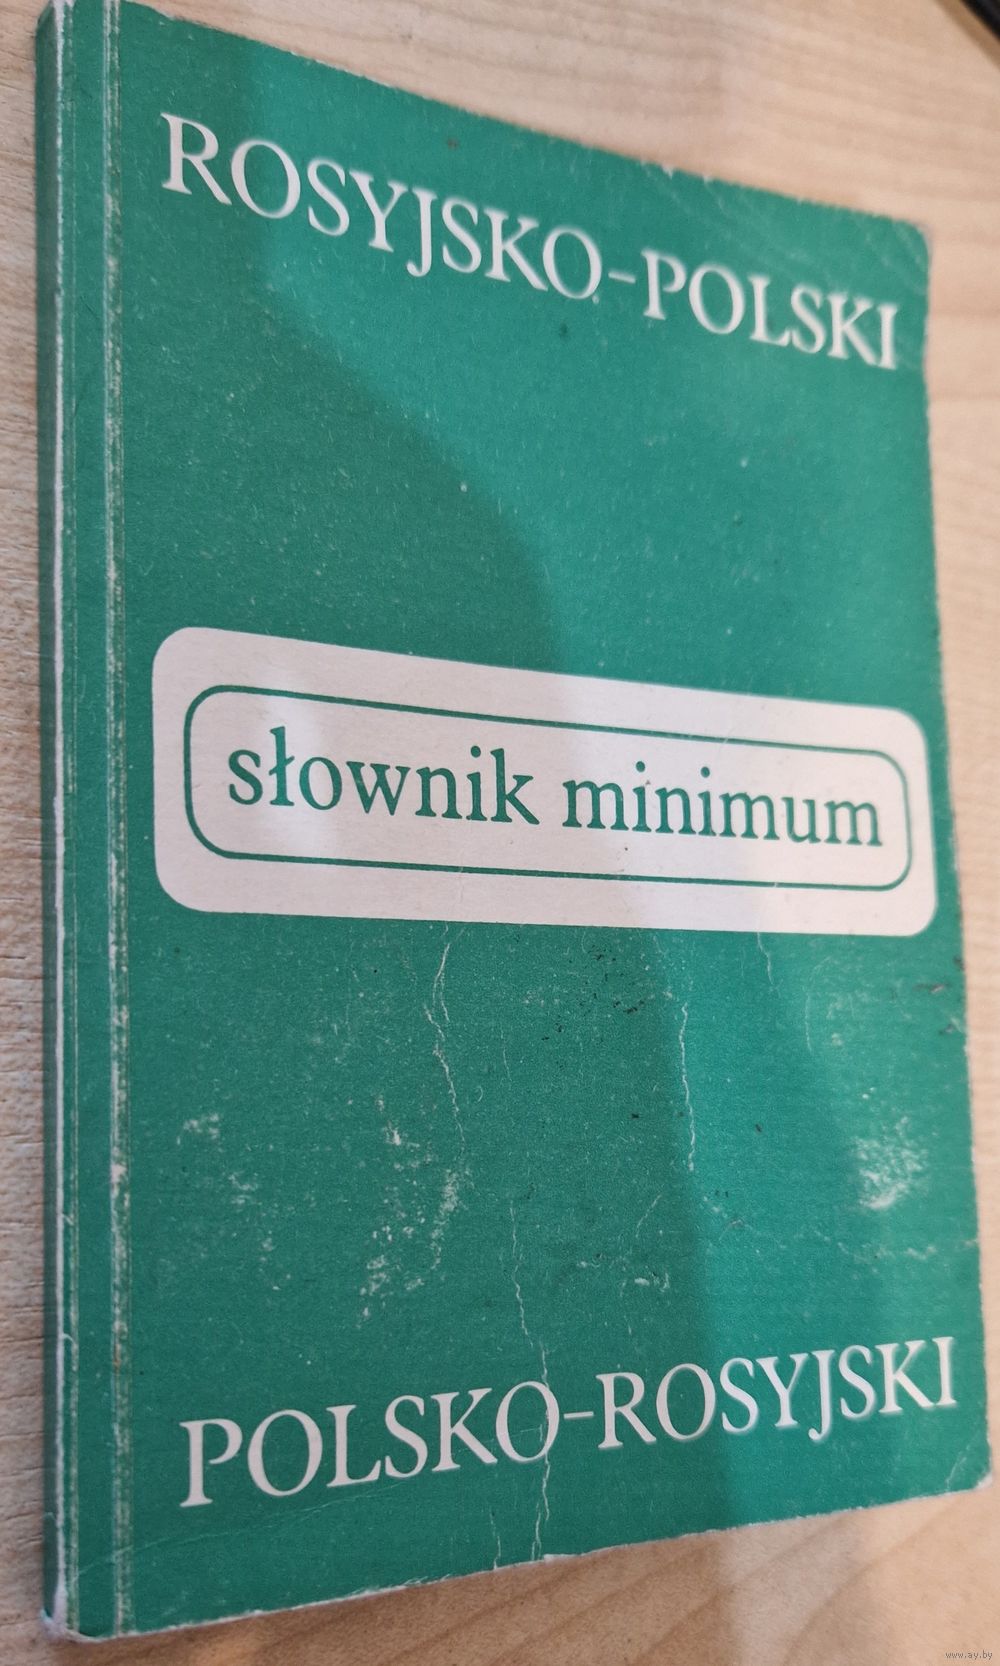 ROSYJSKO-POLSKI
słownik minimum
POLSKO-ROSYJSKI
www.ay.by